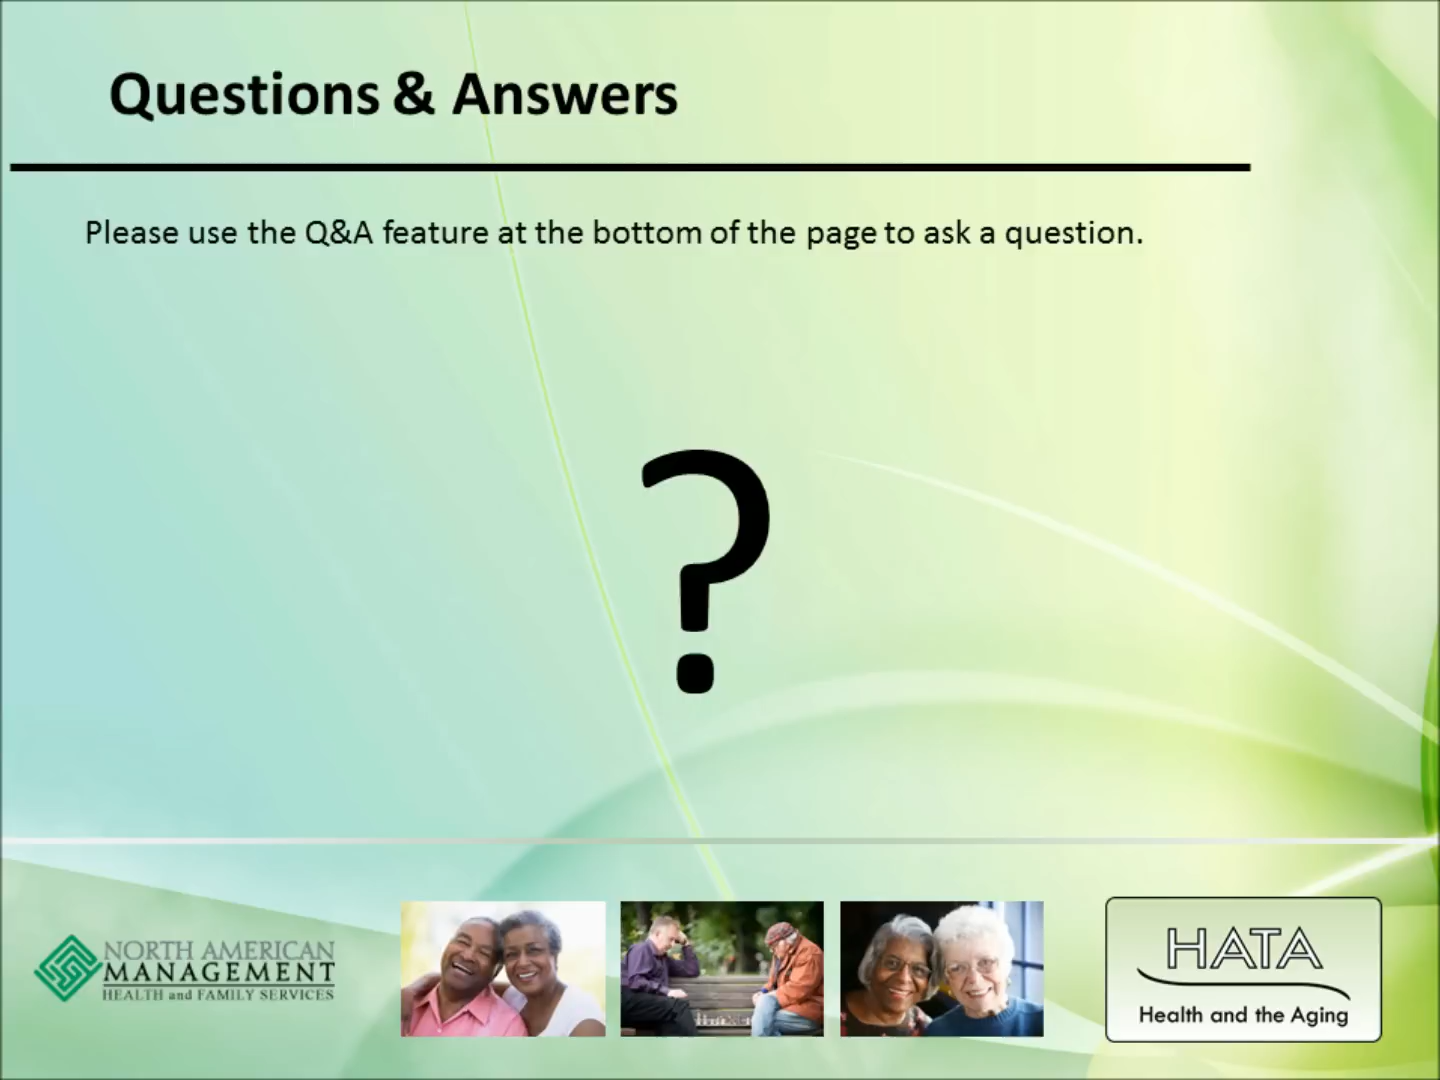 Questions & Answers
Please use the Q&A feature at the bottom of the page to ask a question.
?
NORTH AMERICAN
MANAGEMENT
HEALTH and FAMILY SERVICES
HATA
Health and the Aging